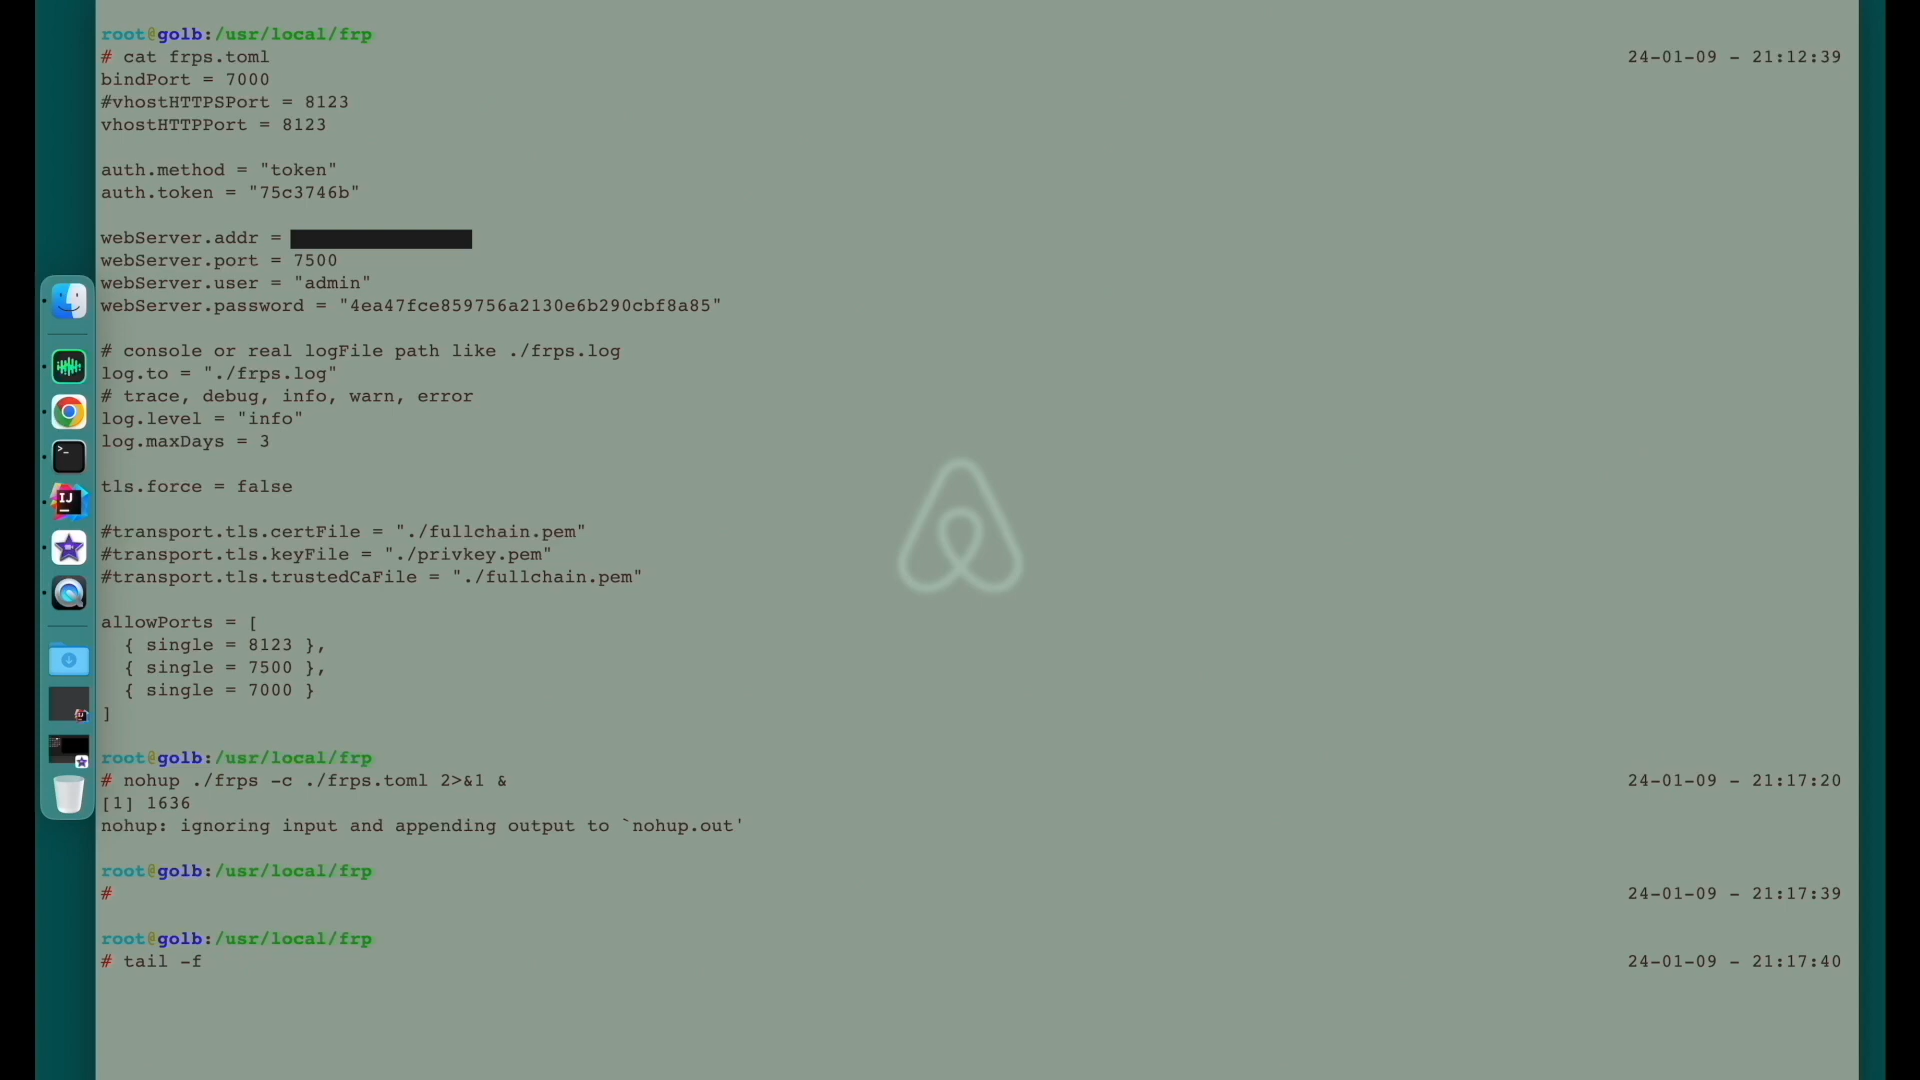 root@golb:/usr/local/frp
# cat frps.toml 24-01-09 - 21:12:39
bindPort = 7000
#vhostHTTPSPort = 8123
vhostHTTPPort = 8123
auth.method = "token"
auth.token = "75c3746b"
webServer.addr =
webServer.port = 7500
webServer.user = "admin"
webServer.password = "4ea47fce859756a2130e6b290cbf8a85"
# console or real logFile path like ./frps.log
log.to = "./frps.log"
# trace, debug, info, warn, error
log.level = "info"
log.maxDays = 3
tls.force = false
#transport.tls.certFile = "./fullchain.pem"
#transport.tls.keyFile = "./privkey.pem"
#transport.tls.trustedCaFile = "./fullchain.pem"
allowPorts = [
{ single = 8123 },
{ single = 7500 },
{ single = 7000 }
]
root@golb:/usr/local/frp
# nohup ./frps -c ./frps.toml 2>&1 & 24-01-09 - 21:17:20
[1] 1636
nohup: ignoring input and appending output to `nohup.out'
root@golb:/usr/local/frp
# 24-01-09 - 21:17:39
root@golb:/usr/local/frp
# tail -f 24-01-09 - 21:17:40